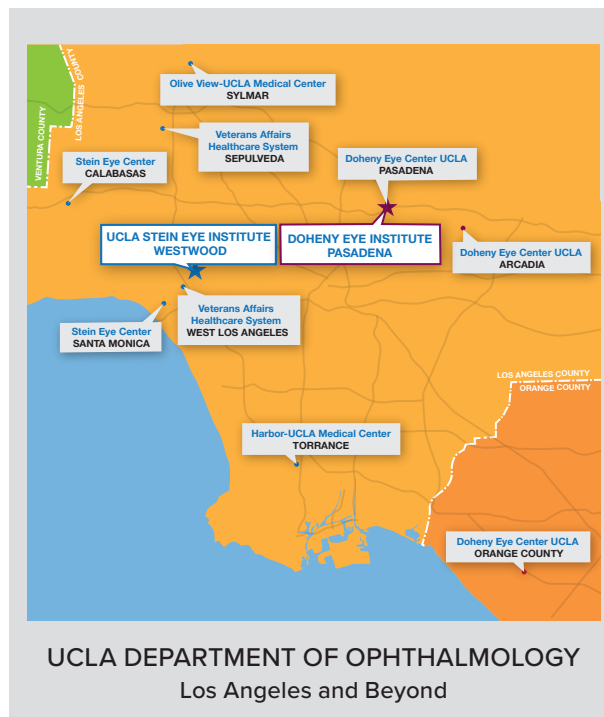 VENTURA COUNTY
LOS ANGELES COUNTY
Olive View-UCLA Medical Center
SYLMAR
Veterans Affairs
Healthcare System
SEPULVEDA
Stein Eye Center
CALABASAS
Doheny Eye Center UCLA
PASADENA
UCLA STEIN EYE INSTITUTE
WESTWOOD
DOHENY EYE INSTITUTE
PASADENA
Doheny Eye Center UCLA
ARCADIA
Veterans Affairs
Healthcare System
WEST LOS ANGELES
Stein Eye Center
SANTA MONICA
LOS ANGELES COUNTY
ORANGE COUNTY
Harbor-UCLA Medical Center
TORRANCE
Doheny Eye Center UCLA
ORANGE COUNTY
UCLA DEPARTMENT OF OPHTHALMOLOGY
Los Angeles and Beyond